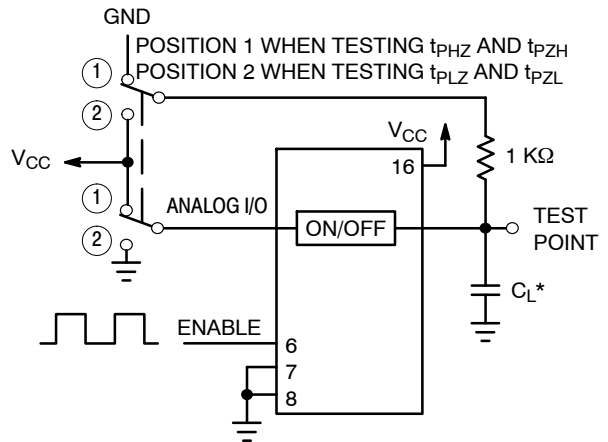 GND
POSITION 1 WHEN TESTING tPHZ AND tPZH
1
POSITION 2 WHEN TESTING tPLZ AND tPZL
2
VCC
VCC
16
1 KΩ
1
ANALOG I/O
ON/OFF
TEST
POINT
2
CL*
ENABLE
6
7
8